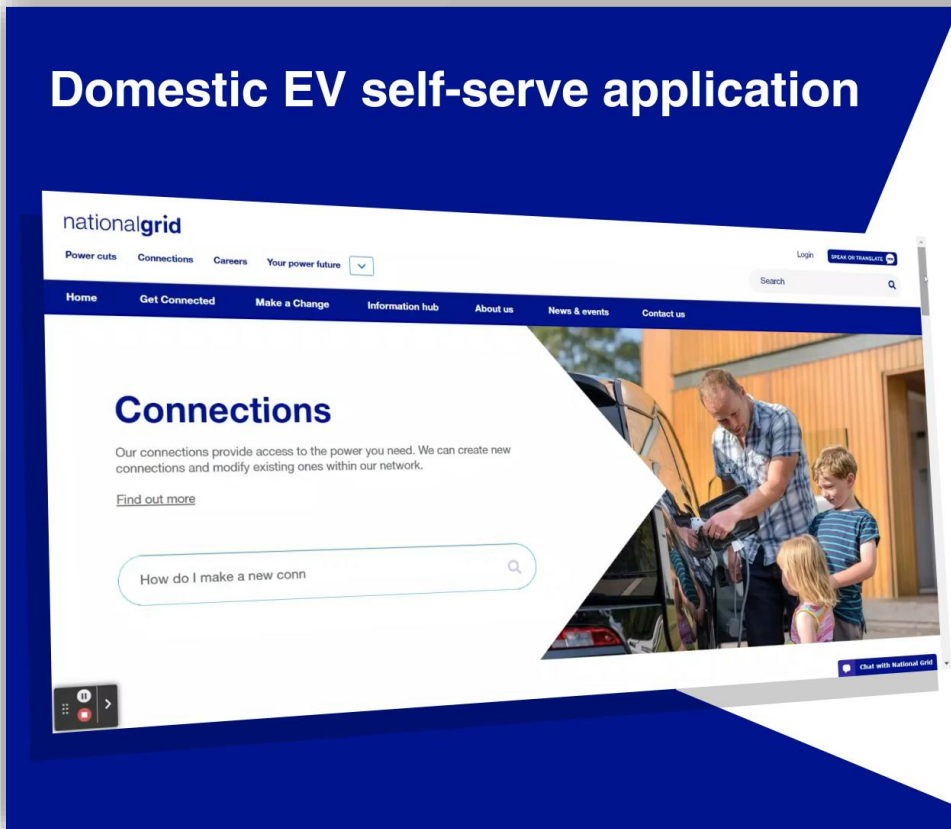 Domestic EV self-serve application
nationalgrid
Power cuts Connections Careers Your power future
Login SPEAK OR TRANSLATE
Search
Home Get Connected Make a Change Information hub About us News & events Contact us
Connections
Our connections provide access to the power you need. We can create new
connections and modify existing ones within our network.
Find out more
How do I make a new conn
Chat with National Grid